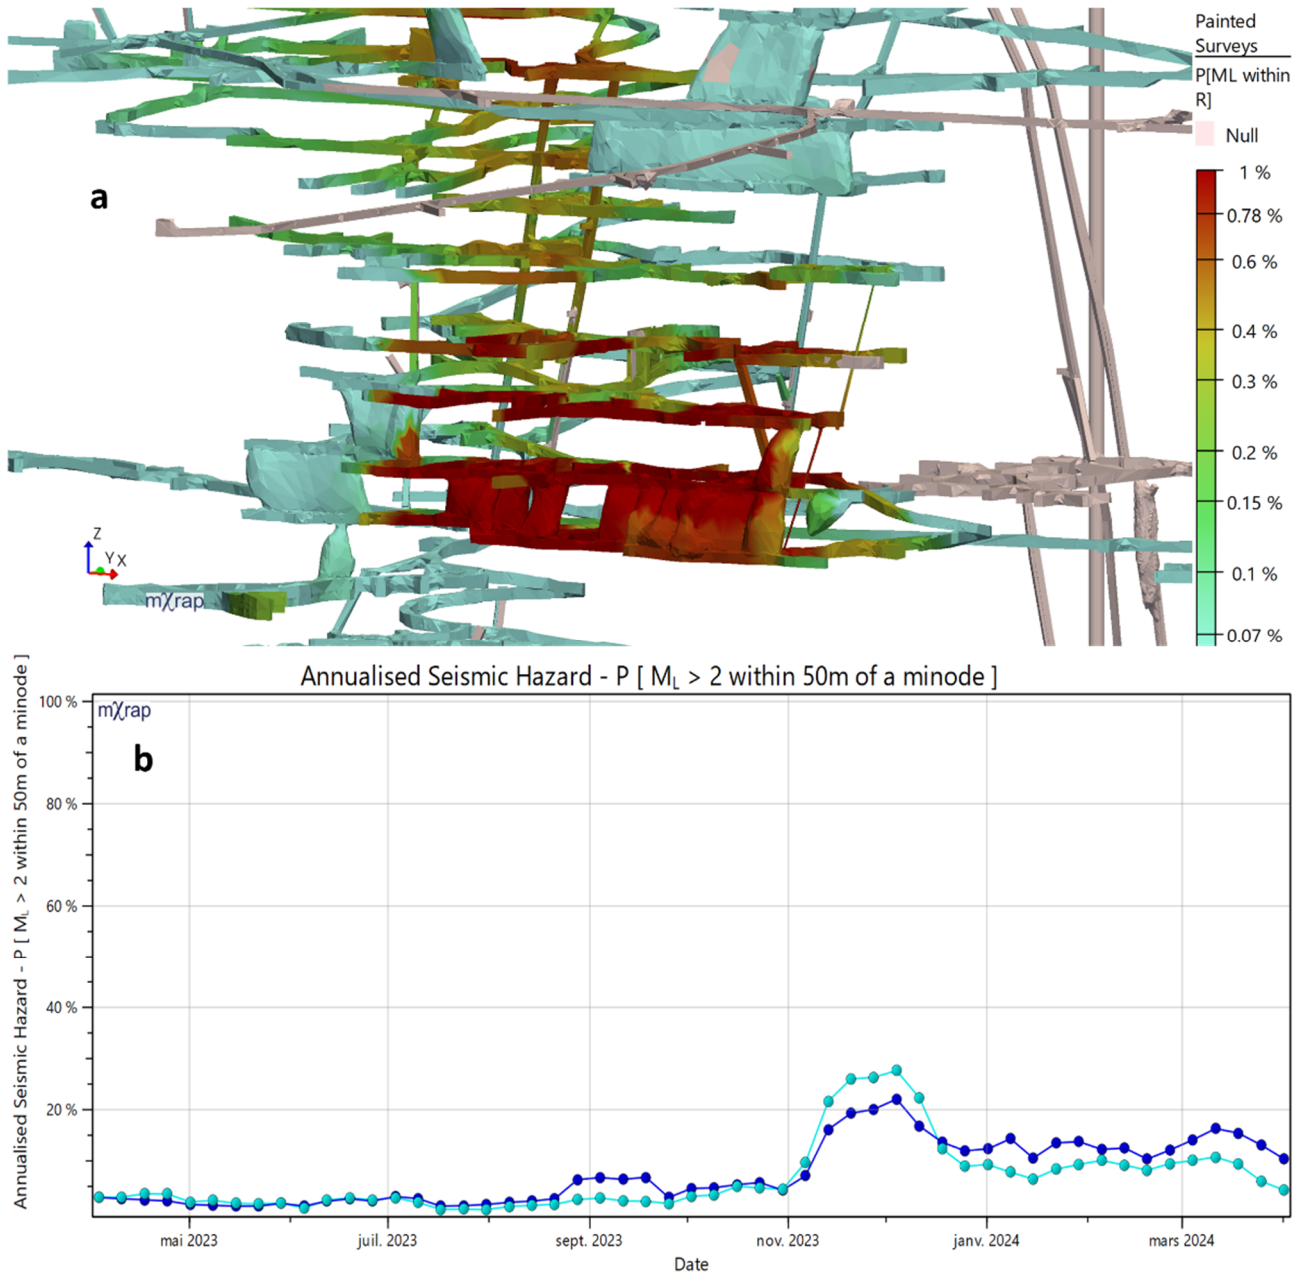 Painted
Surveys
P[ML within
R]
Null
1 %
0.78 %
0.6 %
0.4 %
0.3 %
0.2 %
0.15 %
0.1 %
0.07 %
a
Z
Y X
mχrap
Annualised Seismic Hazard - P [ ML > 2 within 50m of a minode ]
mχrap
b
Annualised Seismic Hazard - P [ ML > 2 within 50m of a minode ]
100 %
80 %
60 %
40 %
20 %
mai 2023
juil. 2023
sept. 2023
nov. 2023
janv. 2024
mars 2024
Date